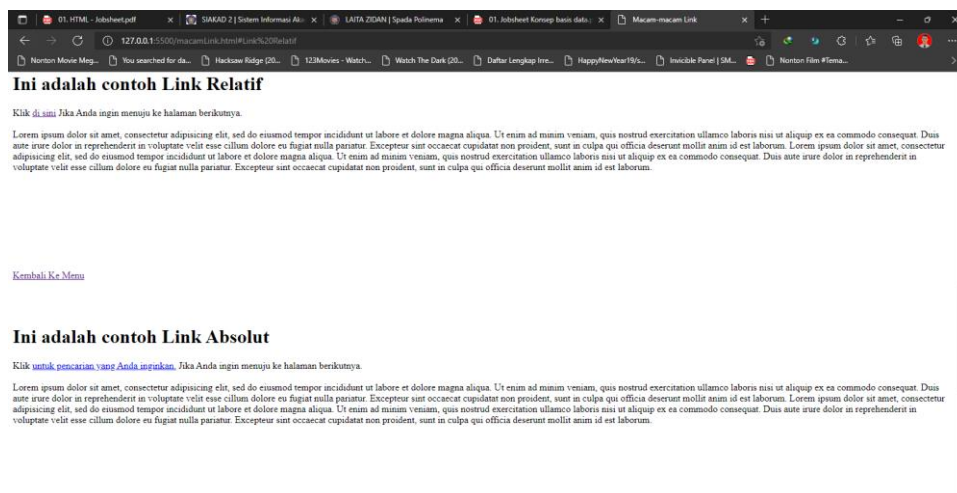 01. HTML - Jobsheet.pdf
SIAKAD 2 | Sistem Informasi Aka
LAITA ZIDAN | Spada Polinema
01. Jobsheet Konsep basis data.
Macam-macam Link
127.0.0.1:5500/macamLink.html#Link%20Relatif
Norton Movie Meg...
You searched for da...
Hacksaw Ridge (20...
123Movies - Watch...
Watch The Dark (20...
Daftar Lengkap Irre...
HappyNewYear19/s...
Invicible Panel | SM...
Nonton Film #Tema...
Ini adalah contoh Link Relatif
Klik di sini Jika Anda ingin menuju ke halaman berikutnya.
Lorem ipsum dolor sit amet, consectetur adipisicing elit, sed do eiusmod tempor incididunt ut labore et dolore magna aliqua. Ut enim ad minim veniam, quis nostrud exercitation ullamco laboris nisi ut aliquip ex ea commodo consequat. Duis
aute irure dolor in reprehenderit in voluptate velit esse cillum dolore eu fugiat nulla pariatur. Excepteur sint occaecat cupidatat non proident, sunt in culpa qui officia deserunt mollit anim id est laborum. Lorem ipsum dolor sit amet, consectetur
adipisicing elit, sed do eiusmod tempor incididunt ut labore et dolore magna aliqua. Ut enim ad minim veniam, quis nostrud exercitation ullamco laboris nisi ut aliquip ex ea commodo consequat. Duis aute irure dolor in reprehenderit in
voluptate velit esse cillum dolore eu fugiat nulla pariatur. Excepteur sint occaecat cupidatat non proident, sunt in culpa qui officia deserunt mollit anim id est laborum.
Kembali Ke Menu
Ini adalah contoh Link Absolut
Klik untuk pencarian yang Anda inginkan. Jika Anda ingin menuju ke halaman berikutnya.
Lorem ipsum dolor sit amet, consectetur adipisicing elit, sed do eiusmod tempor incididunt ut labore et dolore magna aliqua. Ut enim ad minim veniam, quis nostrud exercitation ullamco laboris nisi ut aliquip ex ea commodo consequat. Duis
aute irure dolor in reprehenderit in voluptate velit esse cillum dolore eu fugiat nulla pariatur. Excepteur sint occaecat cupidatat non proident, sunt in culpa qui officia deserunt mollit anim id est laborum. Lorem ipsum dolor sit amet, consectetur
adipisicing elit, sed do eiusmod tempor incididunt ut labore et dolore magna aliqua. Ut enim ad minim veniam, quis nostrud exercitation ullamco laboris nisi ut aliquip ex ea commodo consequat. Duis aute irure dolor in reprehenderit in
voluptate velit esse cillum dolore eu fugiat nulla pariatur. Excepteur sint occaecat cupidatat non proident, sunt in culpa qui officia deserunt mollit anim id est laborum.